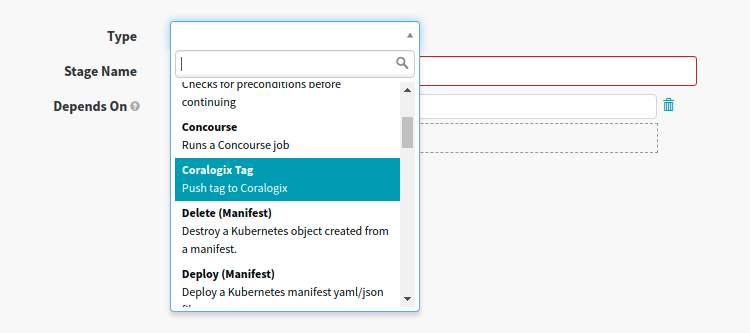 Type
Stage Name
Depends On
Checks for preconditions before
continuing
Concourse
Runs a Concourse job
Coralogix Tag
Push tag to Coralogix
Delete (Manifest)
Destroy a Kubernetes object created from
a manifest.
Deploy (Manifest)
Deploy a Kubernetes manifest yaml/json